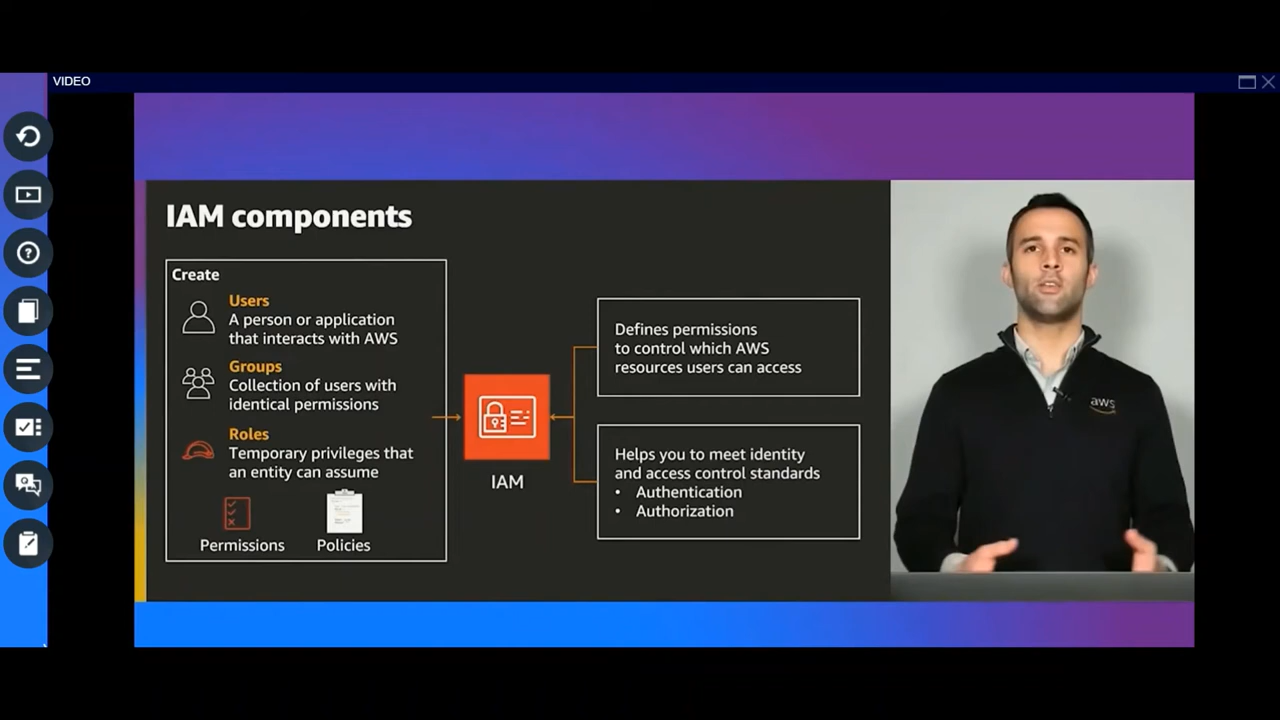 VIDEO
IAM components
Create
Users
A person or application
that interacts with AWS
Groups
Collection of users with
identical permissions
Roles
Temporary privileges that
an entity can assume
Permissions
Policies
IAM
Defines permissions
to control which AWS
resources users can access
Helps you to meet identity
and access control standards
• Authentication
• Authorization
aws